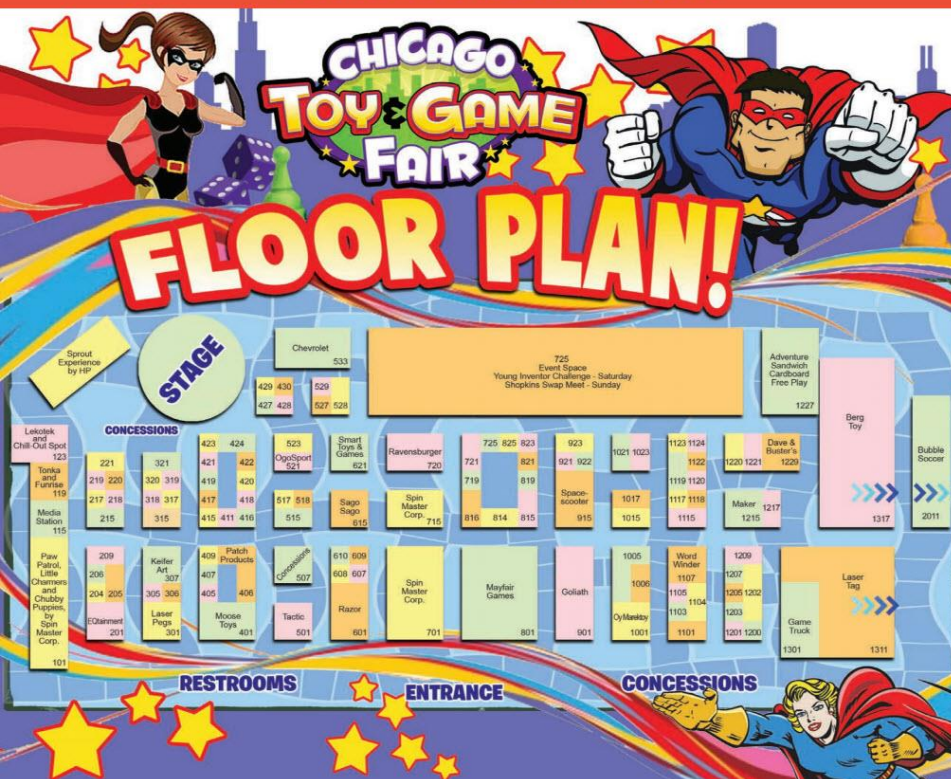 CHICAGO
TOY & GAME
FAIR
FLOOR PLAN!
Sprout
Experience
by HP
STAGE
Chevrolet
533
725
Event Space
Young Inventor Challenge - Saturday
Shopkins Swap Meet - Sunday
Adventure
Sandwich
Cardboard
Free Play
1227
Berg
Toy
1317
Bubble
Soccer
2011
429 430
427 428
529
527 528
CONCESSIONS
Lekotek
and
Chill-Out Spot
123
Tonka
and
Funrise
119
Media
Station
115
Paw
Patrol,
Little
Charmers
and
Chubby
Puppies,
by
Spin
Master
Corp.
101
221
219 220
217 218
215
321
320 319
318 317
315
423 424
421 422
419 420
417 418
415 411 416
523
OgoSport
521
517 518
515
Smart
Toys &
Games
621
Sago
Sago
615
Ravensburger
720
Spin
Master
Corp. 715
725 825 823
721 821
719 819
816 814 815
923
921 922
Space-
scooter
915
1021 1023
1017
1015
1123 1124
1122
1119 1120
1117 1118
1115
Dave &
Buster's
1220 1221 1229
Maker 1217
1215
209
206
204 205
EQtainment
201
Keifer
Art
307
305 306
Laser
Pegs
301
409 Patch
Products
407
405 406
Moose
Toys
401
Concessions
507
Tactic
501
610 609
608 607
Razor
601
Spin
Master
Corp.
701
Mayfair
Games
801
Goliath
901
1005
1006
Oy Marektoy
1001
Word
Winder
1107
1105
1104
1103
1101
1209
1207
1205 1202
1203
1201 1200
Game
Truck
1301
Laser
Tag
1311
RESTROOMS
ENTRANCE
CONCESSIONS